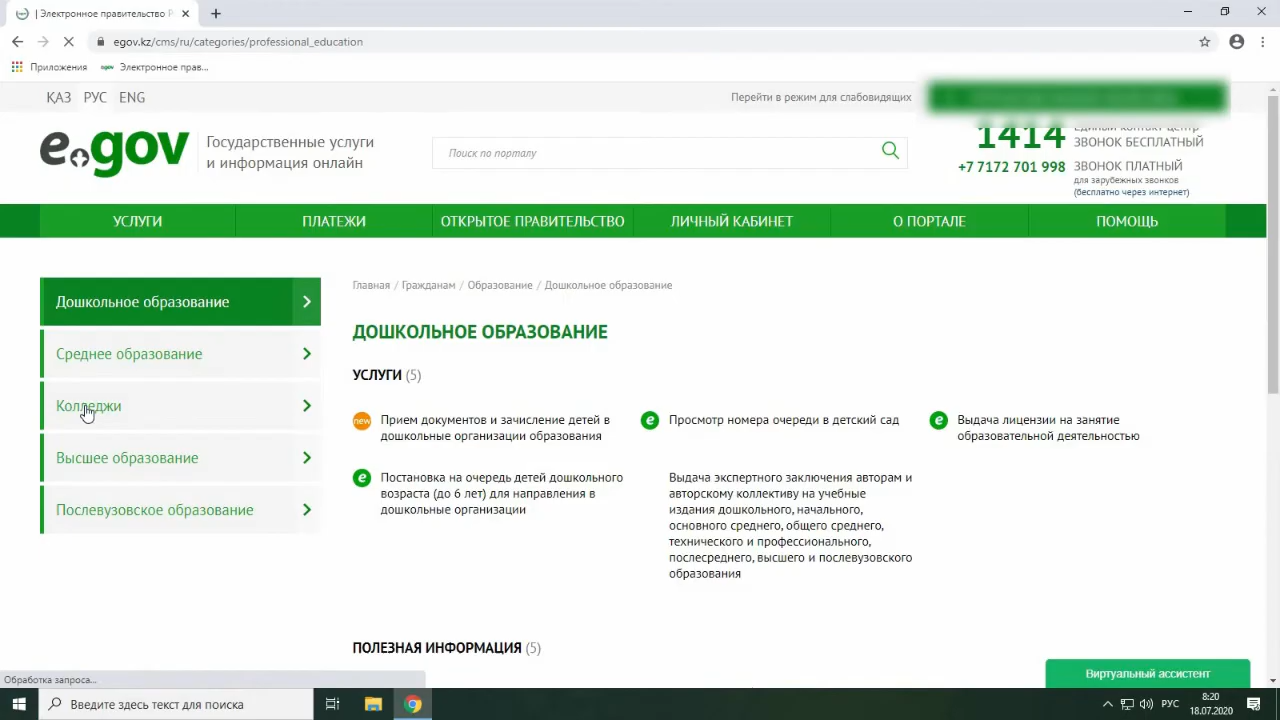 | Электронное правительство Р
egov.kz/cms/ru/categories/professional_education
Приложения
Электронное прав...
ҚАЗ РУС ENG
Перейти в режим для слабовидящих
e.gov
Государственные услуги
и информация онлайн
Поиск по порталу
1414
Единый контакт-центр
ЗВОНОК БЕСПЛАТНЫЙ
+7 7172 701 998
ЗВОНОК ПЛАТНЫЙ
для зарубежных звонков
(бесплатно через интернет)
УСЛУГИ
ПЛАТЕЖИ
ОТКРЫТОЕ ПРАВИТЕЛЬСТВО
ЛИЧНЫЙ КАБИНЕТ
О ПОРТАЛЕ
ПОМОЩЬ
Дошкольное образование
Среднее образование
Колледжи
Высшее образование
Послевузовское образование
Главная / Гражданам / Образование / Дошкольное образование
ДОШКОЛЬНОЕ ОБРАЗОВАНИЕ
УСЛУГИ (5)
new
Прием документов и зачисление детей в
дошкольные организации образования
e
Просмотр номера очереди в детский сад
e
Выдача лицензии на занятие
образовательной деятельностью
e
Постановка на очередь детей дошкольного
возраста (до 6 лет) для направления в
дошкольные организации
Выдача экспертного заключения авторам и
авторскому коллективу на учебные
издания дошкольного, начального,
основного среднего, общего среднего,
технического и профессионального,
послесреднего, высшего и послевузовского
образования
ПОЛЕЗНАЯ ИНФОРМАЦИЯ (5)
Виртуальный ассистент
Обработка запроса...
Введите здесь текст для поиска
РУС
8:20
18.07.2020